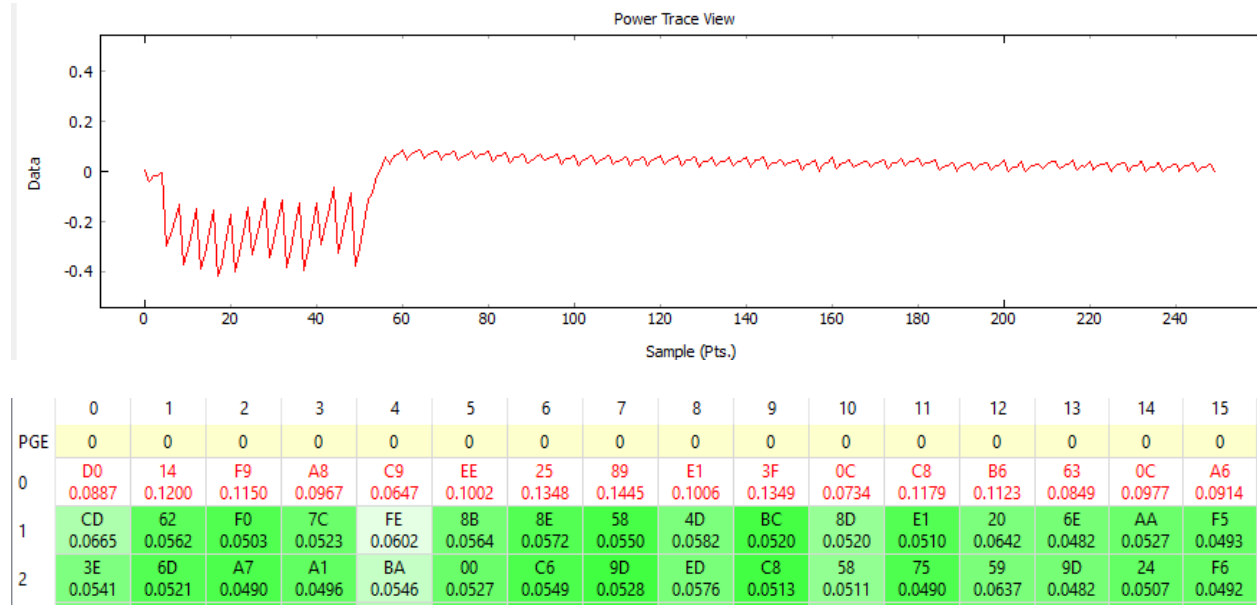 Power Trace View
0.4
0.2
0
-0.2
-0.4
Data
0 20 40 60 80 100 120 140 160 180 200 220 240
Sample (Pts.)
0 1 2 3 4 5 6 7 8 9 10 11 12 13 14 15
PGE 0 0 0 0 0 0 0 0 0 0 0 0 0 0 0 0
0 D0 14 F9 A8 C9 EE 25 89 E1 3F 0C C8 B6 63 0C A6
0.0887 0.1200 0.1150 0.0967 0.0647 0.1002 0.1348 0.1445 0.1006 0.1349 0.0734 0.1179 0.1123 0.0849 0.0977 0.0914
1 CD 62 F0 7C FE 8B 8E 58 4D BC 8D E1 20 6E AA F5
0.0665 0.0562 0.0503 0.0523 0.0602 0.0564 0.0572 0.0550 0.0582 0.0520 0.0520 0.0510 0.0642 0.0482 0.0527 0.0493
2 3E 6D A7 A1 BA 00 C6 9D ED C8 58 75 59 9D 24 F6
0.0541 0.0521 0.0490 0.0496 0.0546 0.0527 0.0549 0.0528 0.0576 0.0513 0.0511 0.0490 0.0637 0.0482 0.0507 0.0492